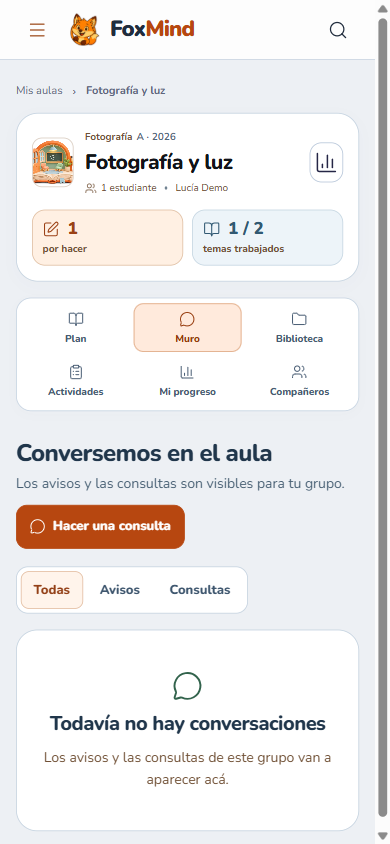 FoxMind
Mis aulas › Fotografía y luz
Fotografía A · 2026
Fotografía y luz
1 estudiante • Lucía Demo
1
por hacer
1 / 2
temas trabajados
Plan
Muro
Biblioteca
Actividades
Mi progreso
Compañeros
Conversemos en el aula
Los avisos y las consultas son visibles para tu grupo.
Hacer una consulta
Todas
Avisos
Consultas
Todavía no hay conversaciones
Los avisos y las consultas de este grupo van a
aparecer acá.